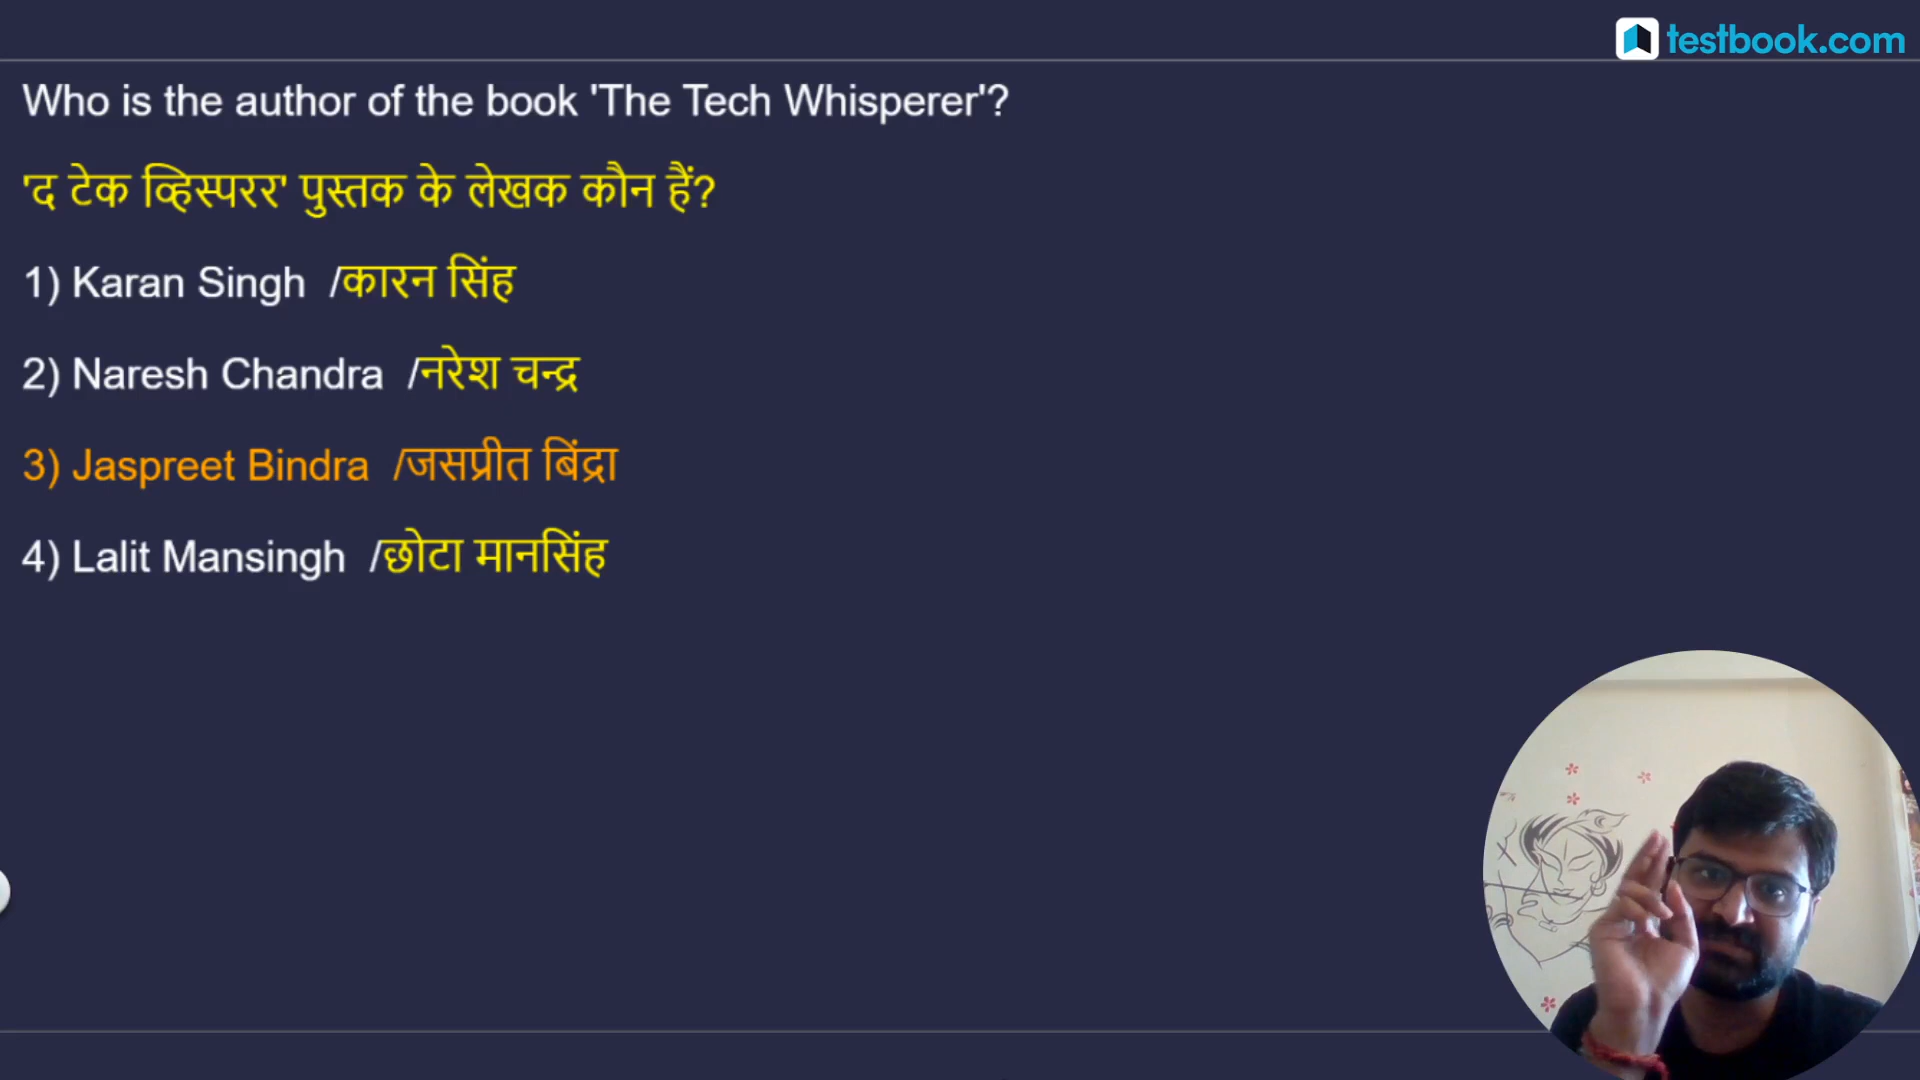 testbook.com
Who is the author of the book 'The Tech Whisperer'?
'द टेक व्हिस्परर' पुस्तक के लेखक कौन हैं?
1) Karan Singh /कारन सिंह
2) Naresh Chandra /नरेश चन्द्र
3) Jaspreet Bindra /जसप्रीत बिंद्रा
4) Lalit Mansingh /छोटा मानसिंह